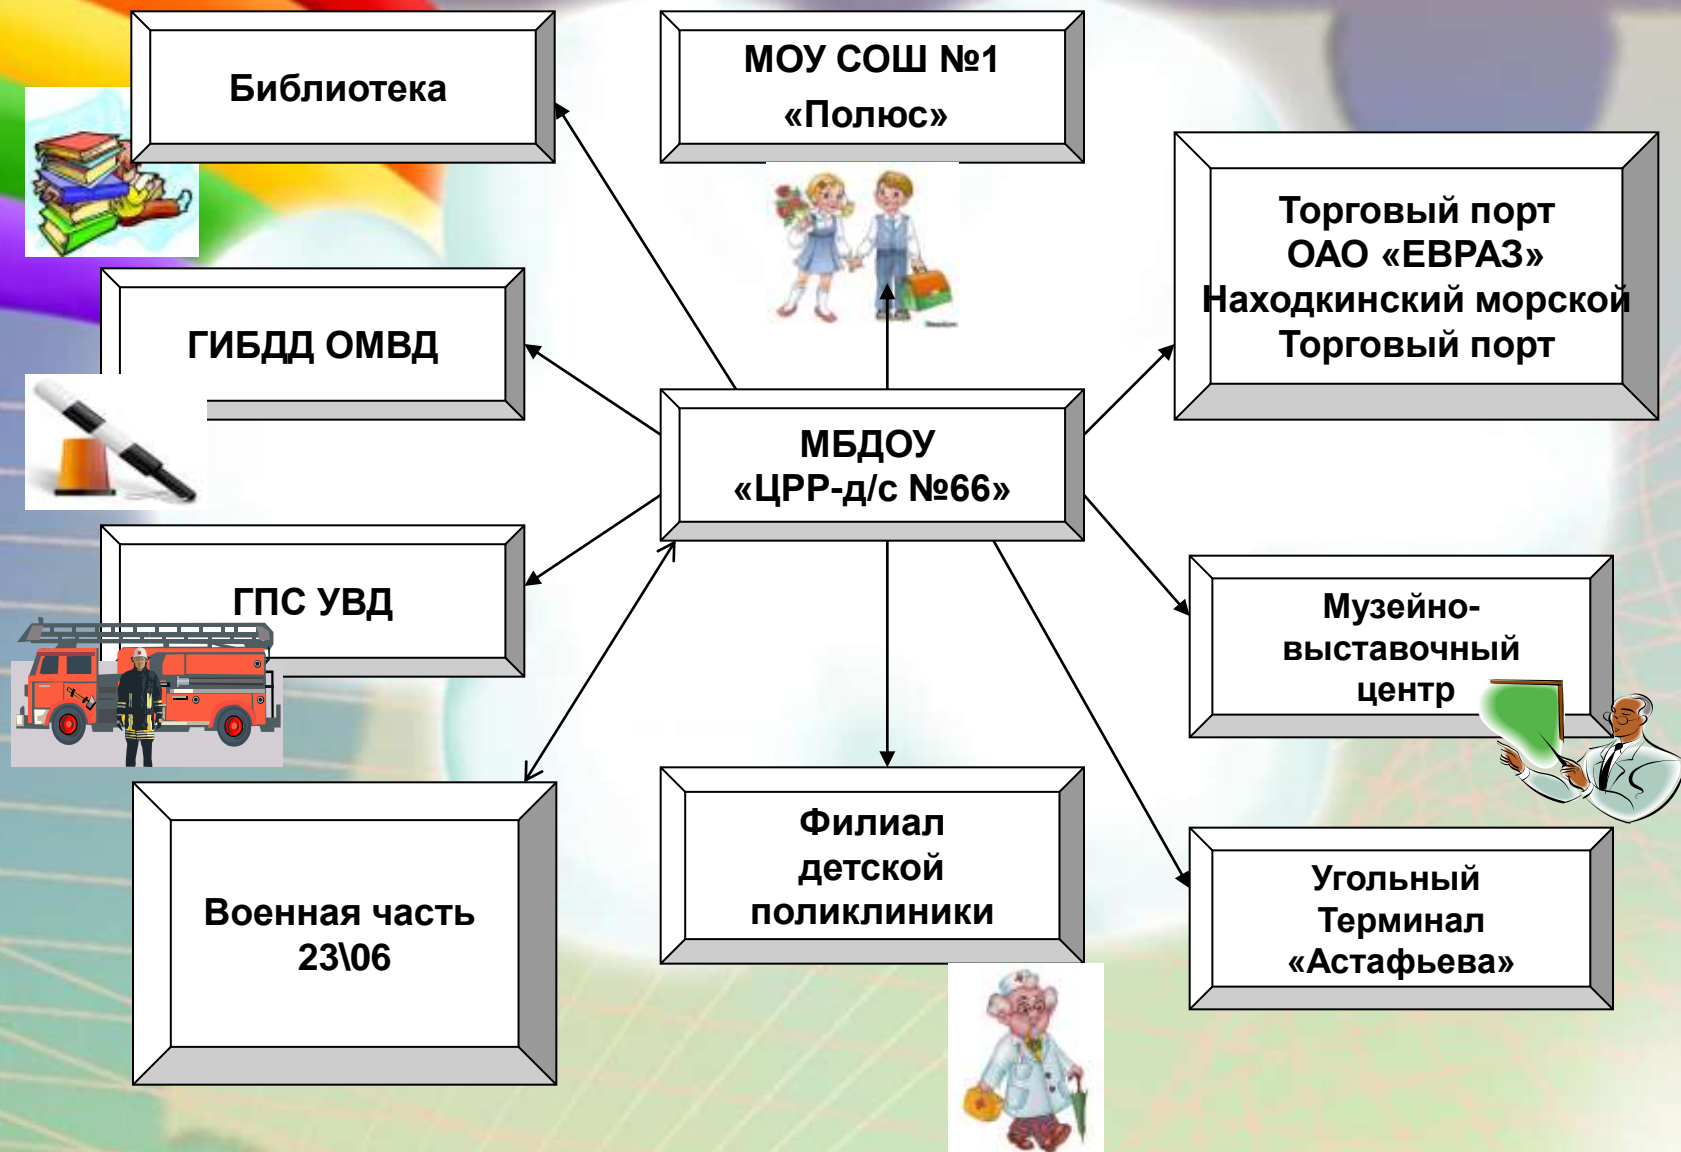 Библиотека
МОУ СОШ №1
«Полюс»
Торговый порт
ОАО «ЕВРАЗ»
Находкинский морской
Торговый порт
ГИБДД ОМВД
МБДОУ
«ЦРР-д/с №66»
ГПС УВД
Музейно-
выставочный
центр
Военная часть
23\06
Филиал
детской
поликлиники
Угольный
Терминал
«Астафьева»